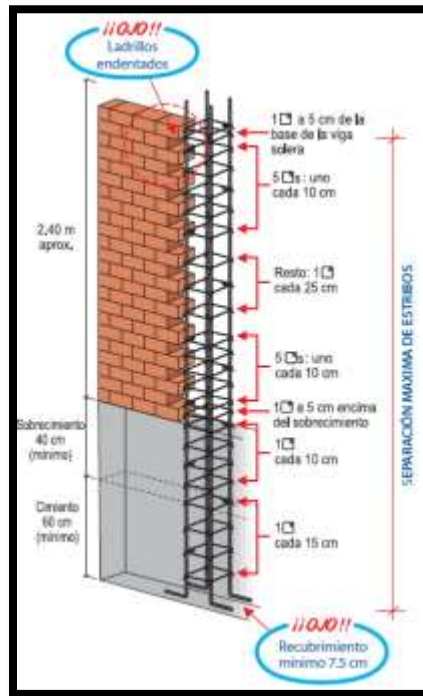 ¡¡OJO!!
Ladrillos
endentados
1 a 5 cm de la
base de la viga
solera
5 s: uno
cada 10 cm
2,40 m
aprox.
Resto: 1
cada 25 cm
5 s: uno
cada 10 cm
1 a 5 cm encima
del sobrecimiento
Sobrecimiento
40 cm
(mínimo)
1
cada 10 cm
Cimiento
60 cm
(mínimo)
1
cada 15 cm
SEPARACIÓN MAXIMA DE ESTRIBOS
¡¡OJO!!
Recubrimiento
mínimo 7.5 cm